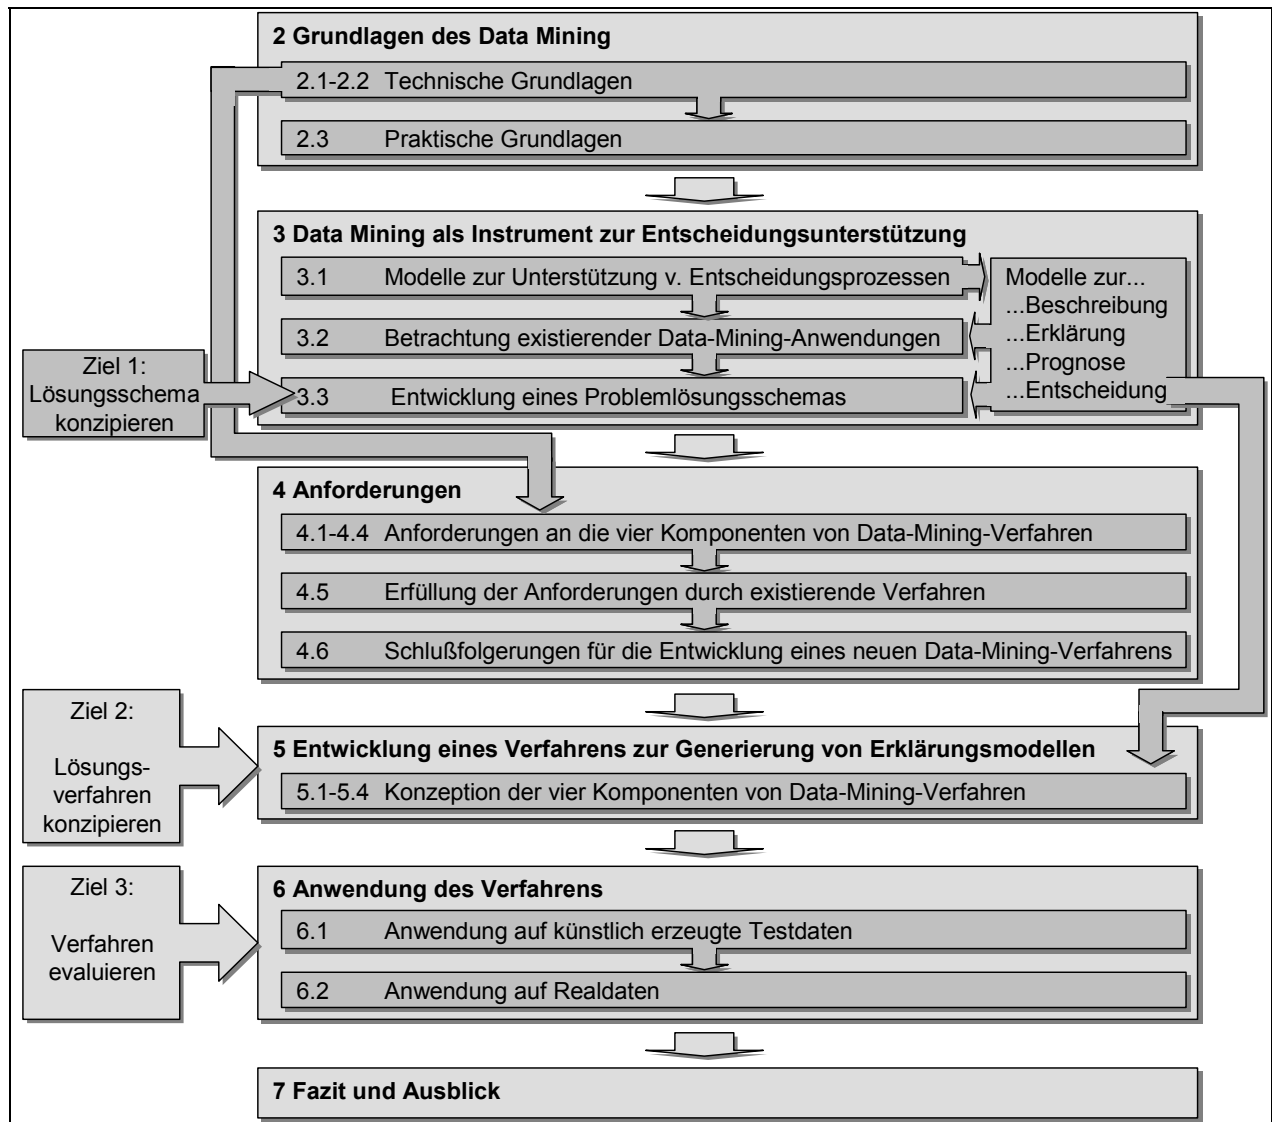 2 Grundlagen des Data Mining
2.1-2.2 Technische Grundlagen
2.3 Praktische Grundlagen
3 Data Mining als Instrument zur Entscheidungsunterstützung
3.1 Modelle zur Unterstützung v. Entscheidungsprozessen
3.2 Betrachtung existierender Data-Mining-Anwendungen
3.3 Entwicklung eines Problemlösungsschemas
Modelle zur...
...Beschreibung
...Erklärung
...Prognose
...Entscheidung
Ziel 1:
Lösungsschema
konzipieren
4 Anforderungen
4.1-4.4 Anforderungen an die vier Komponenten von Data-Mining-Verfahren
4.5 Erfüllung der Anforderungen durch existierende Verfahren
4.6 Schlußfolgerungen für die Entwicklung eines neuen Data-Mining-Verfahrens
Ziel 2:
Lösungs-
verfahren
konzipieren
5 Entwicklung eines Verfahrens zur Generierung von Erklärungsmodellen
5.1-5.4 Konzeption der vier Komponenten von Data-Mining-Verfahren
Ziel 3:
Verfahren
evaluieren
6 Anwendung des Verfahrens
6.1 Anwendung auf künstlich erzeugte Testdaten
6.2 Anwendung auf Realdaten
7 Fazit und Ausblick